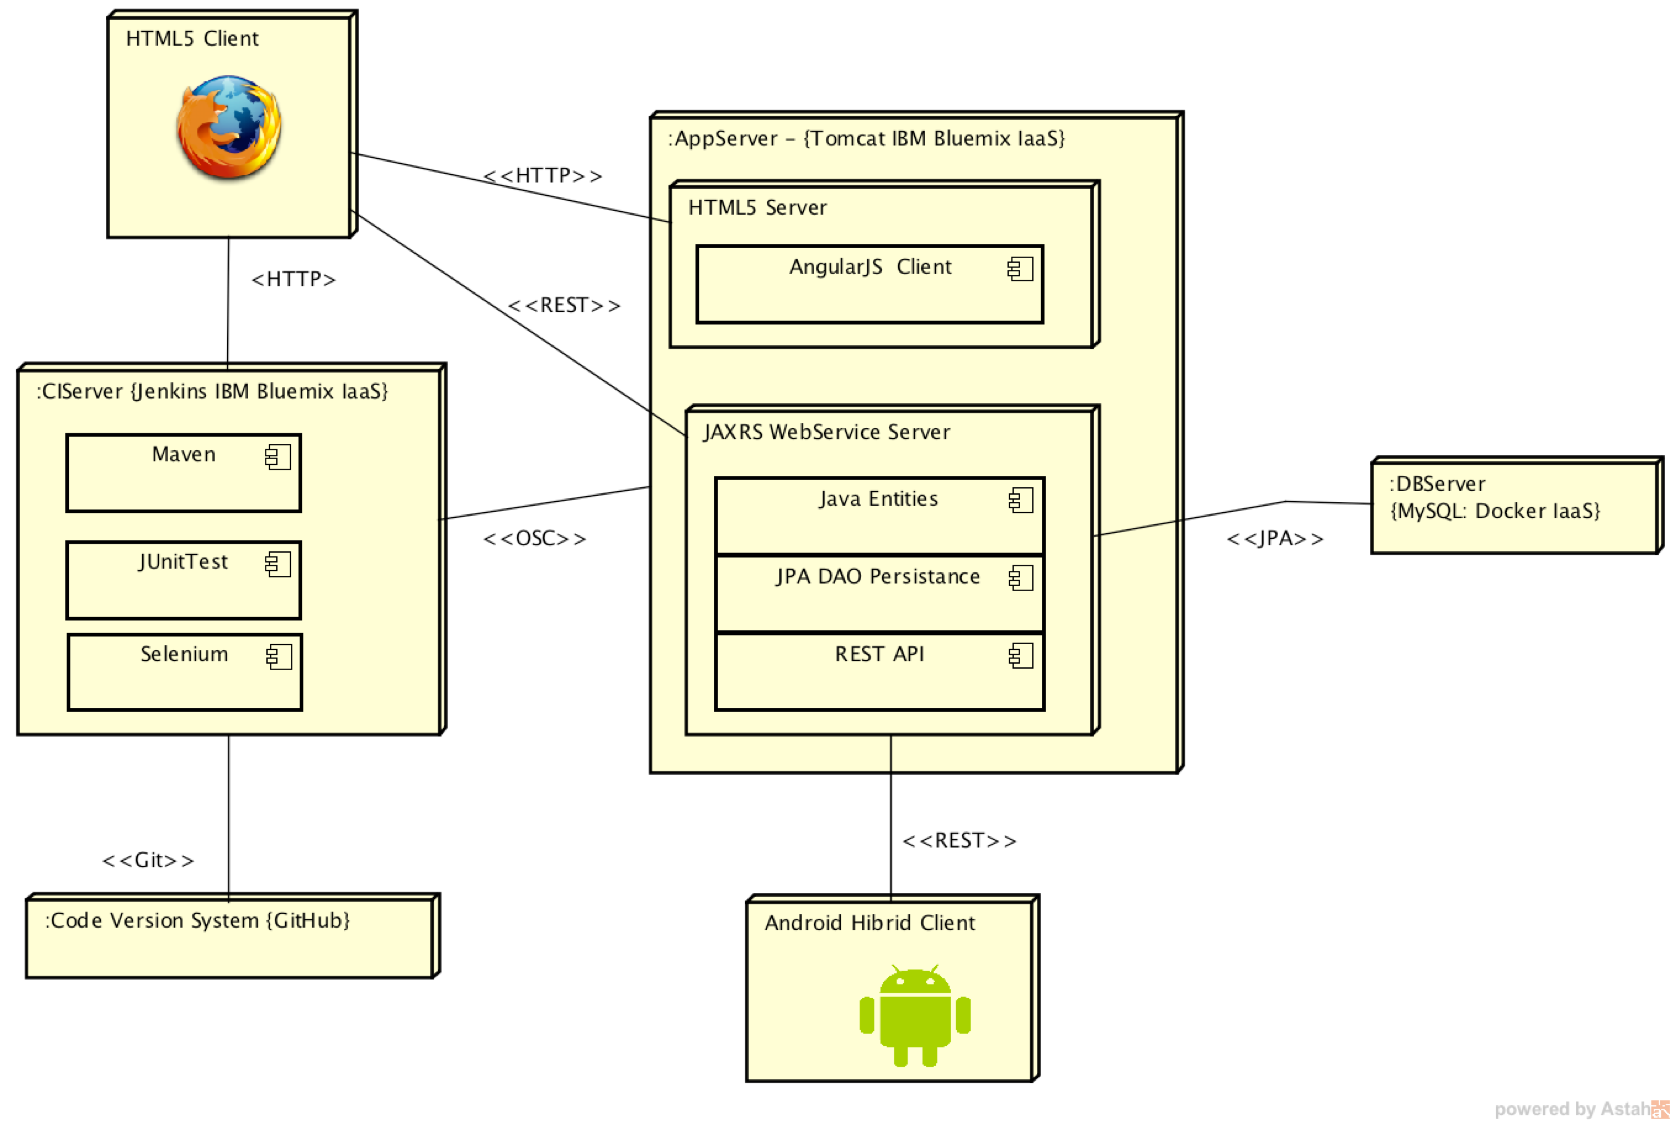 HTML5 Client
:AppServer – {Tomcat IBM Bluemix IaaS}
<<HTTP>>
HTML5 Server
AngularJS Client
<HTTP>
<<REST>>
:CIServer {Jenkins IBM Bluemix IaaS}
Maven
JUnitTest
Selenium
<<OSC>>
JAXRS WebService Server
Java Entities
JPA DAO Persistance
REST API
<<JPA>>
:DBServer
{MySQL: Docker IaaS}
<<Git>>
:Code Version System {GitHub}
<<REST>>
Android Hibrid Client
powered by Astah